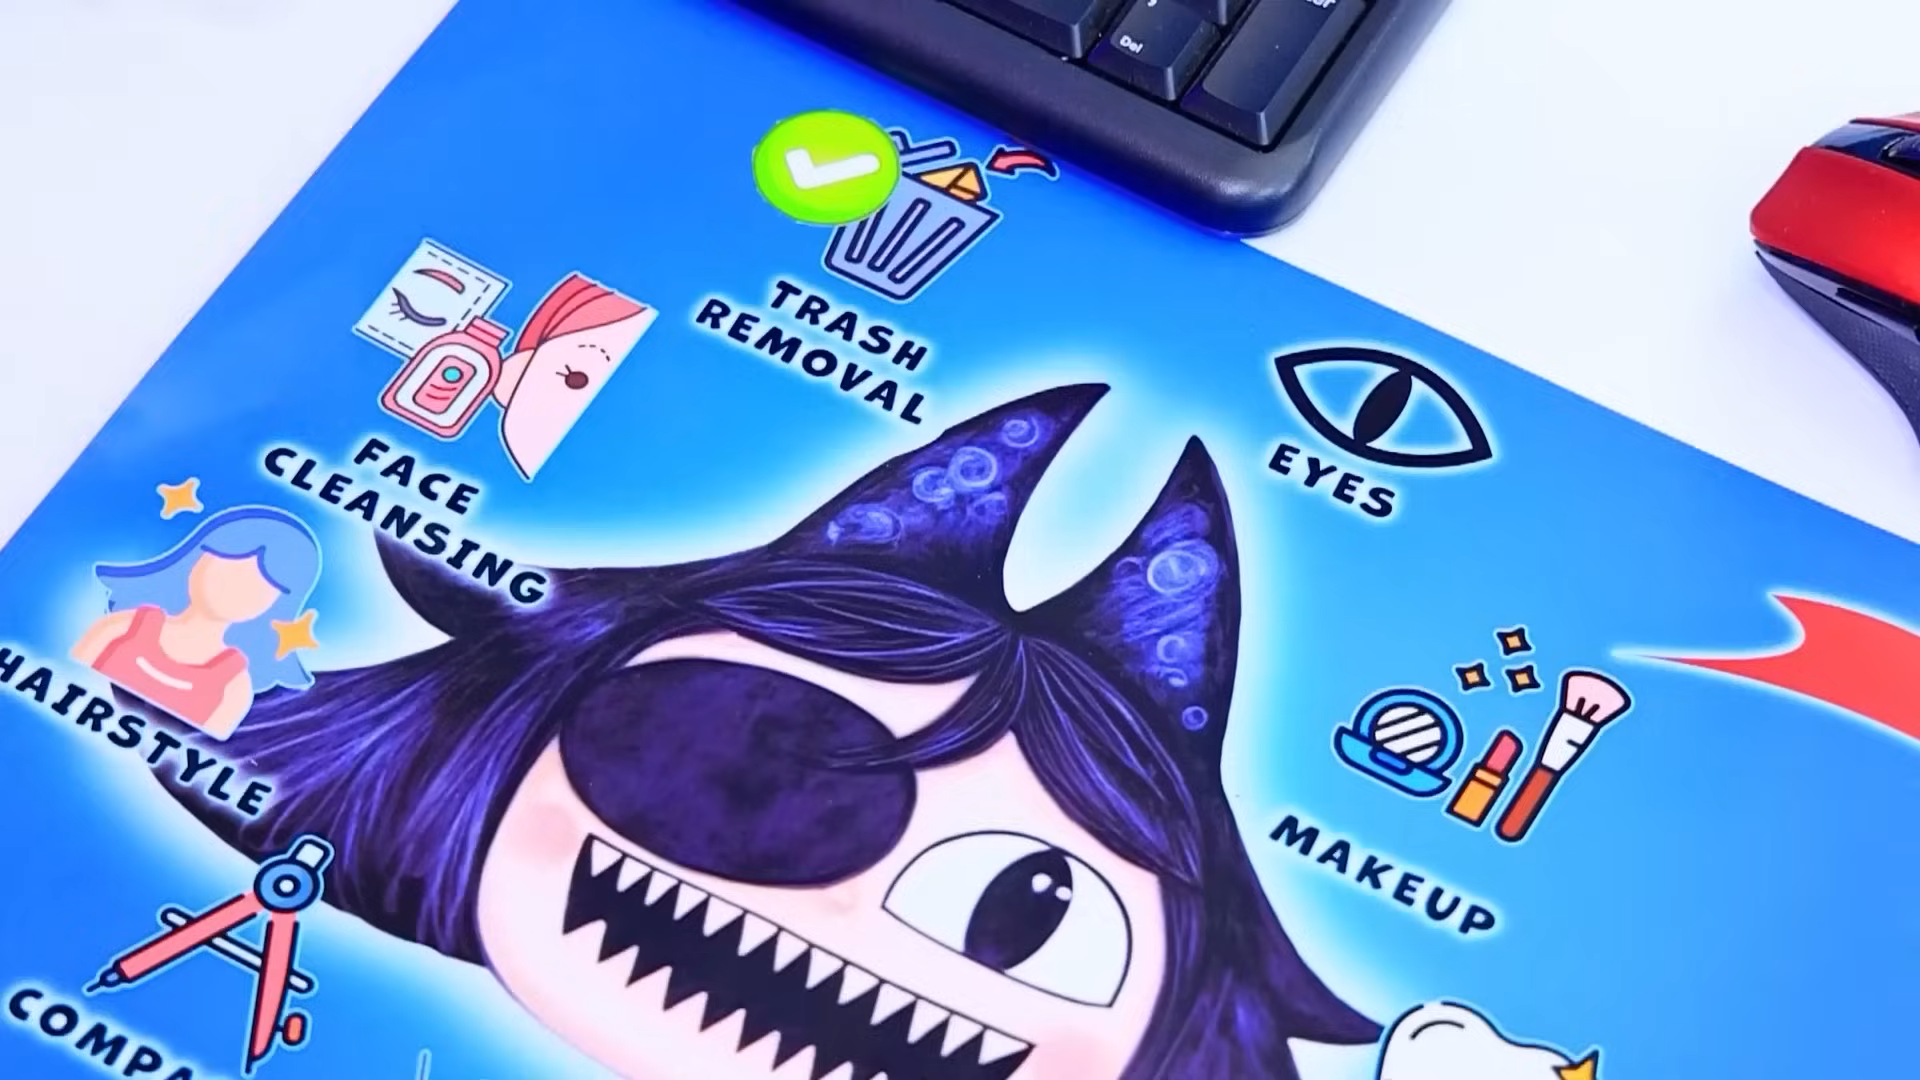 Del
TRASH
REMOVAL
FACE
CLEANSING
EYES
HAIRSTYLE
MAKEUP